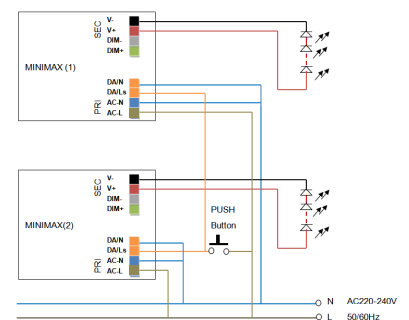 SEC
V-
V+
DIM-
DIM+
MINIMAX (1)
PRI
DA/N
DA/Ls
AC-N
AC-L
SEC
V-
V+
DIM-
DIM+
MINIMAX(2)
PRI
DA/N
DA/Ls
AC-N
AC-L
PUSH
Button
N AC220-240V
L 50/60Hz